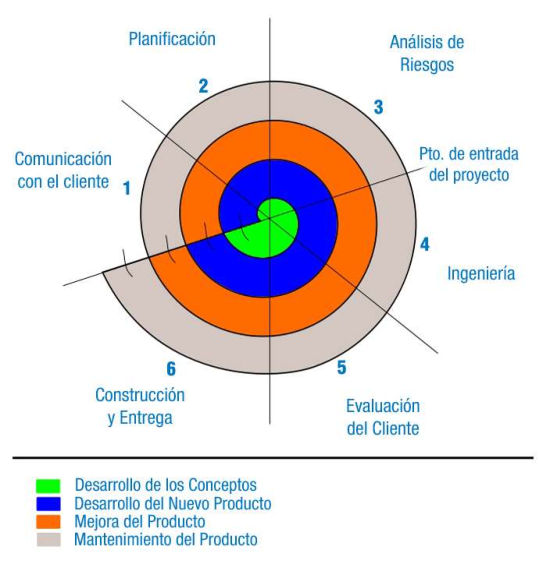 Planificación
Análisis de
Riesgos
2
3
Comunicación
con el cliente
1
Pto. de entrada
del proyecto
4
Ingeniería
6
5
Construcción
y Entrega
Evaluación
del Cliente
Desarrollo de los Conceptos
Desarrollo del Nuevo Producto
Mejora del Producto
Mantenimiento del Producto